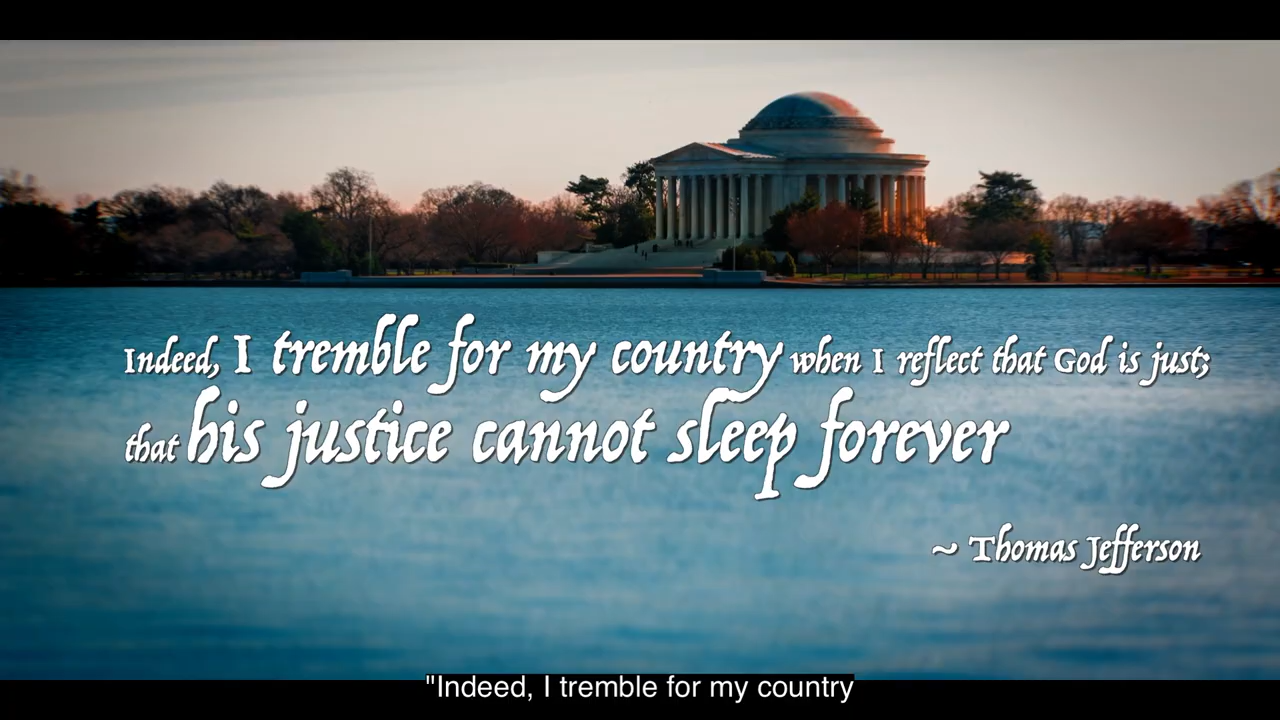 Indeed, I tremble for my country when I reflect that God is just;
that his justice cannot sleep forever
~ Thomas Jefferson
"Indeed, I tremble for my country